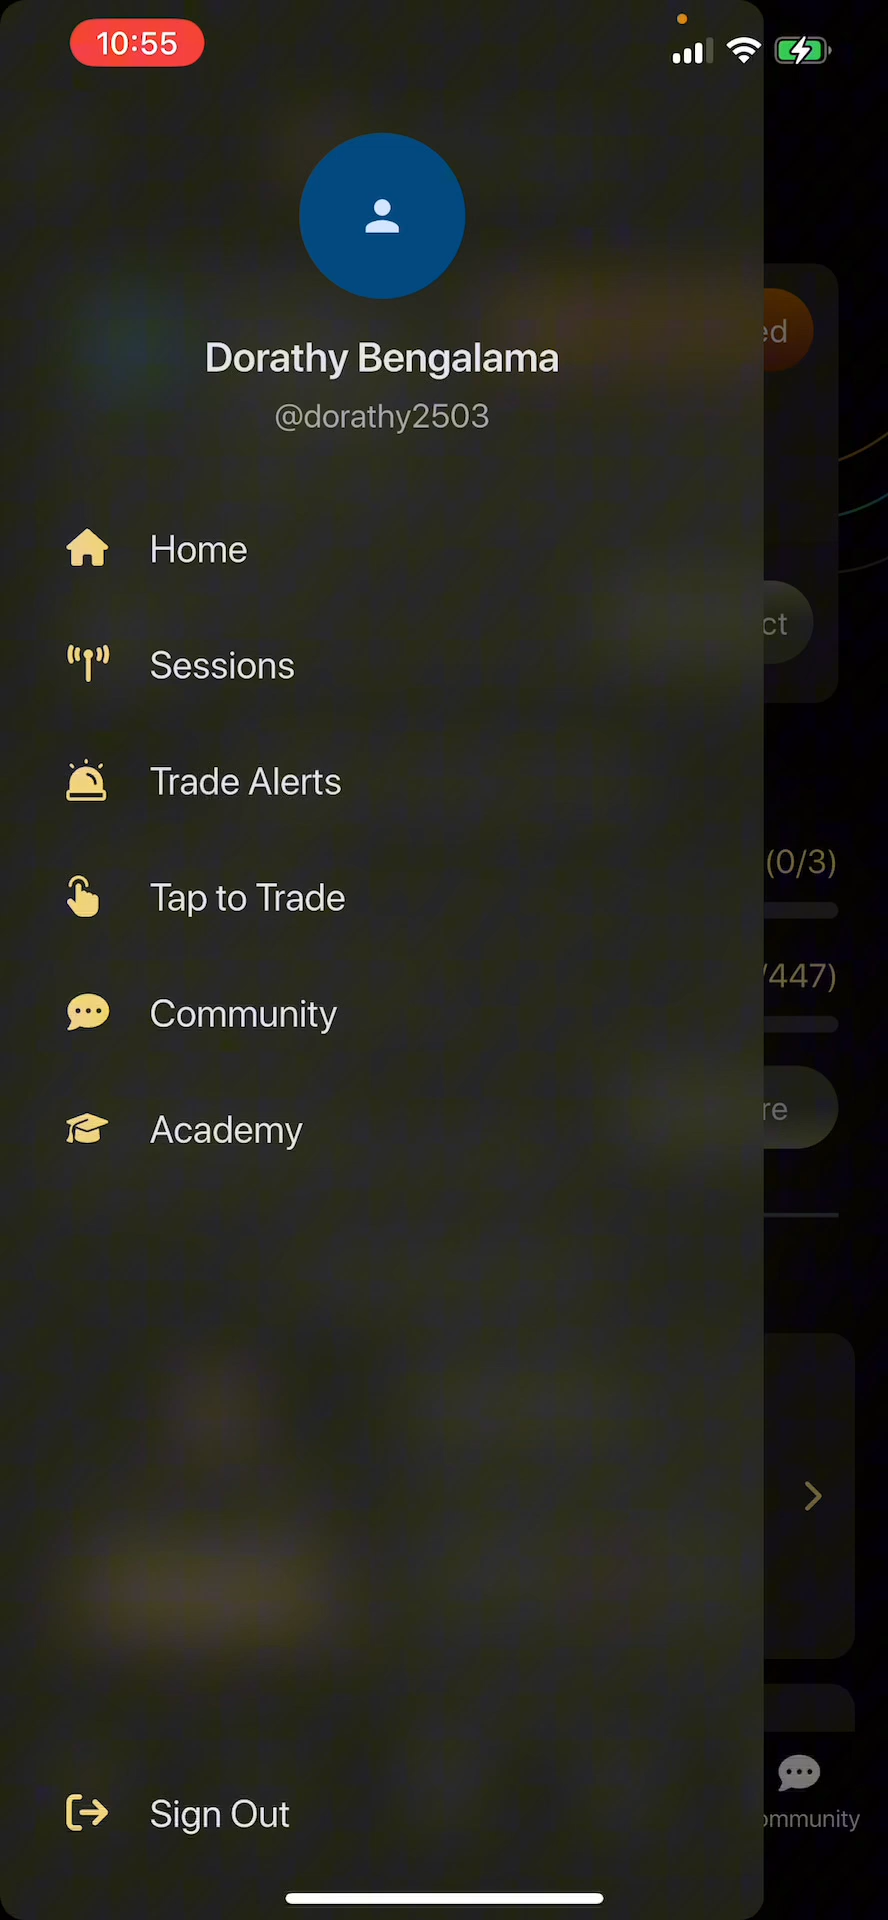 10:55
Dorathy Bengalama
@dorathy2503
Home
Sessions
Trade Alerts
Tap to Trade
(0/3)
/447)
Community
Academy
Sign Out